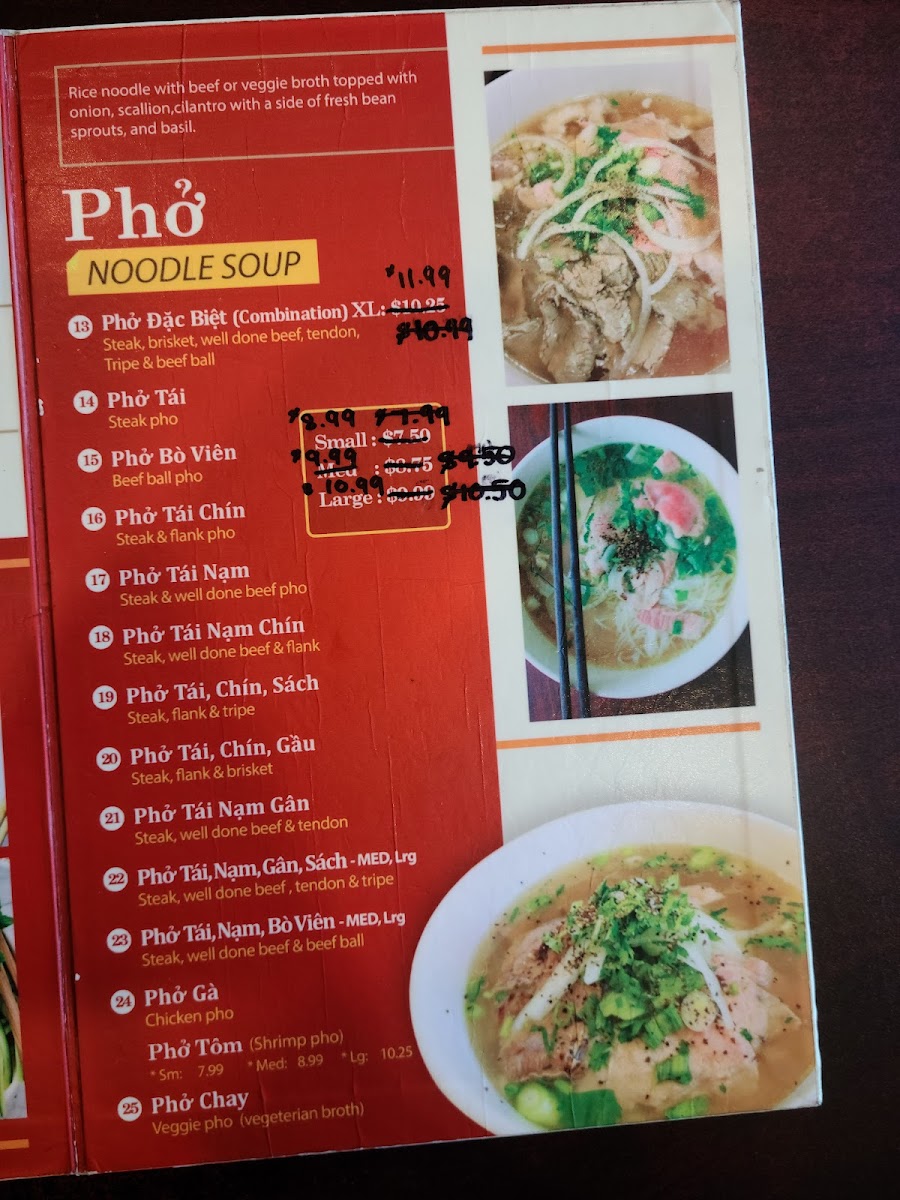 Rice noodle with beef or veggie broth topped with
onion, scallion,cilantro with a side of fresh bean
sprouts, and basil.
Phở
NOODLE SOUP
$11.99
13 Phở Đặc Biệt (Combination) XL: $10.25
$10.99
Steak, brisket, well done beef, tendon,
Tripe & beef ball
14 Phở Tái
Steak pho
$8.99 $7.99
Small : $7.50
$9.99 $9.50
Med : $8.75
$10.99 $10.50
Large : $9.99
15 Phở Bò Viên
Beef ball pho
16 Phở Tái Chín
Steak & flank pho
17 Phở Tái Nạm
Steak & well done beef pho
18 Phở Tái Nạm Chín
Steak, well done beef & flank
19 Phở Tái, Chín, Sách
Steak, flank & tripe
20 Phở Tái, Chín, Gầu
Steak, flank & brisket
21 Phở Tái Nạm Gân
Steak, well done beef & tendon
22 Phở Tái, Nạm, Gân, Sách - MED, Lrg
Steak, well done beef , tendon & tripe
23 Phở Tái, Nạm, Bò Viên - MED, Lrg
Steak, well done beef & beef ball
24 Phở Gà
Chicken pho
Phở Tôm (Shrimp pho)
* Sm: 7.99 * Med: 8.99 * Lg: 10.25
25 Phở Chay
Veggie pho (vegeterian broth)